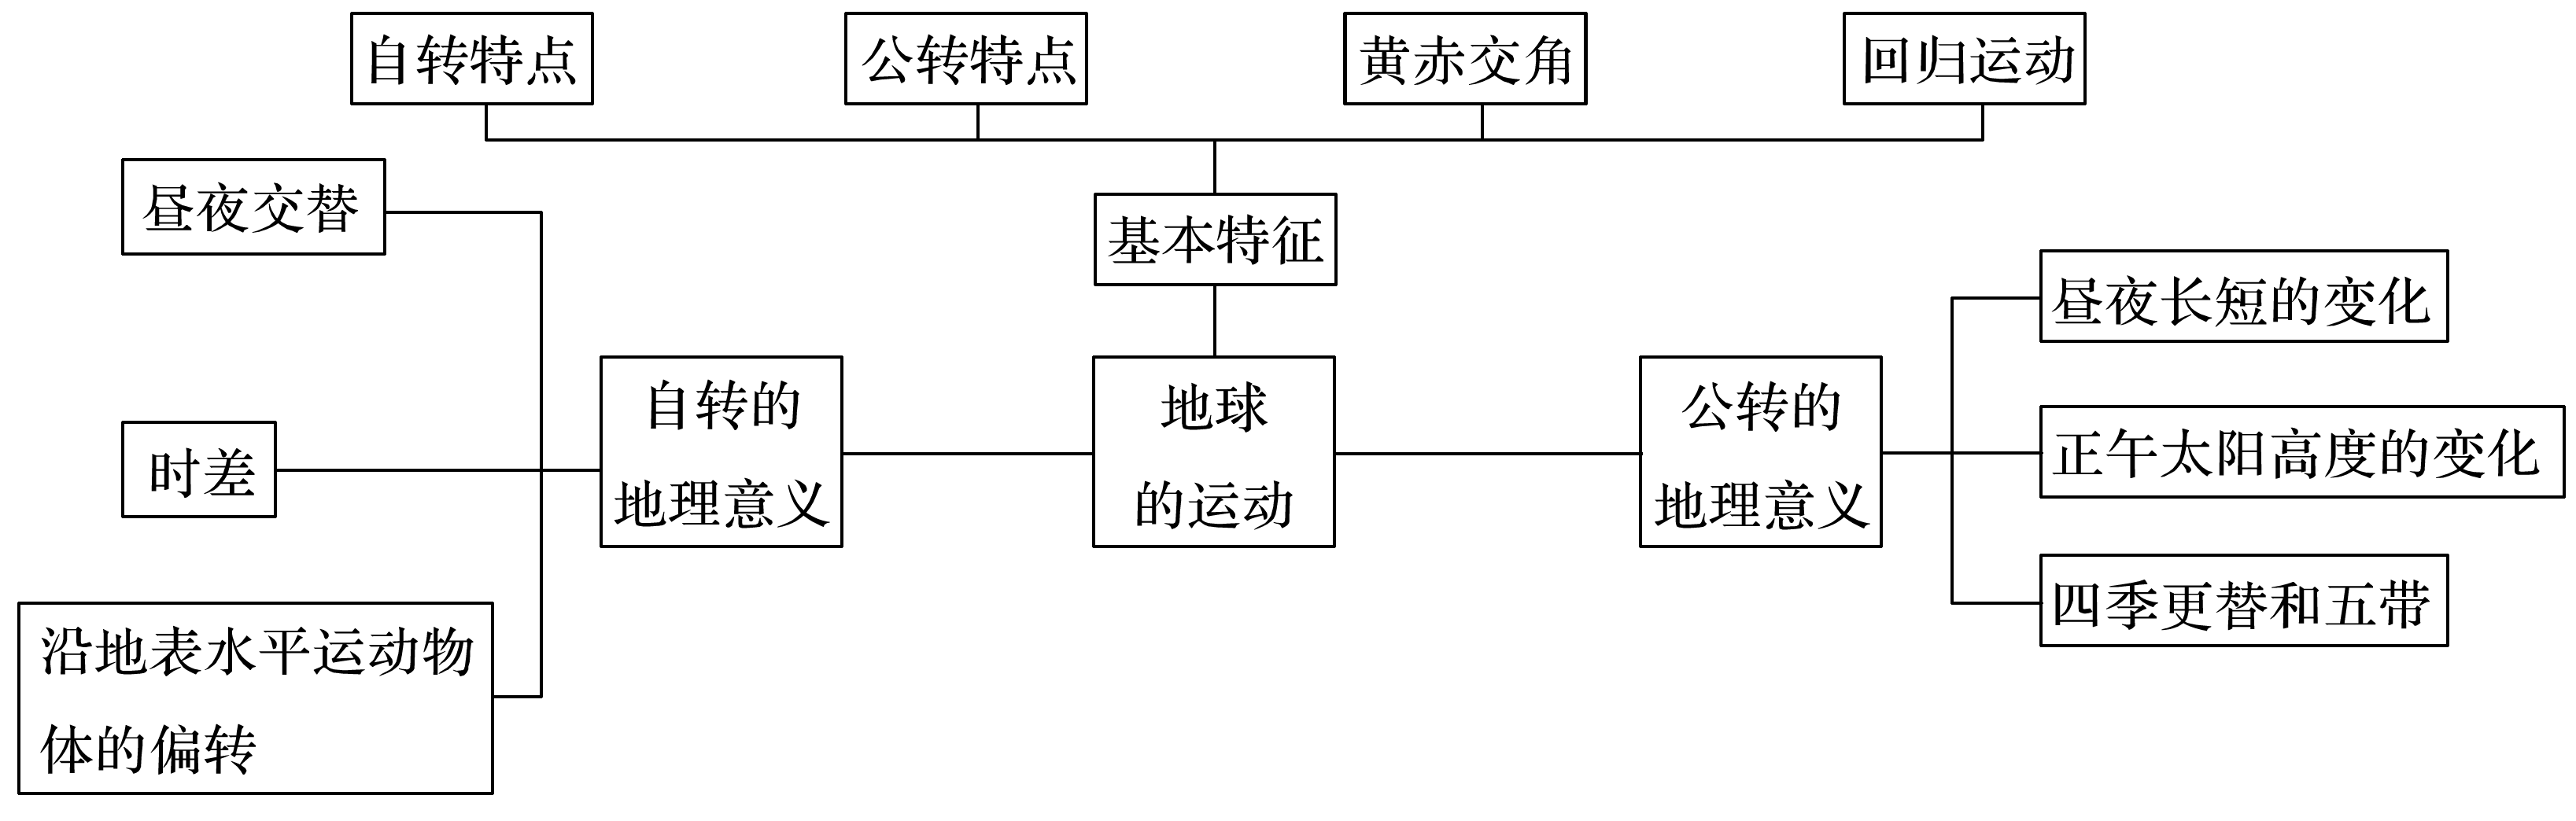 自转特点
公转特点
黄赤交角
回归运动
昼夜交替
基本特征
昼夜长短的变化
自转的
地理意义
地球
的运动
公转的
地理意义
正午太阳高度的变化
时差
四季更替和五带
沿地表水平运动物
体的偏转